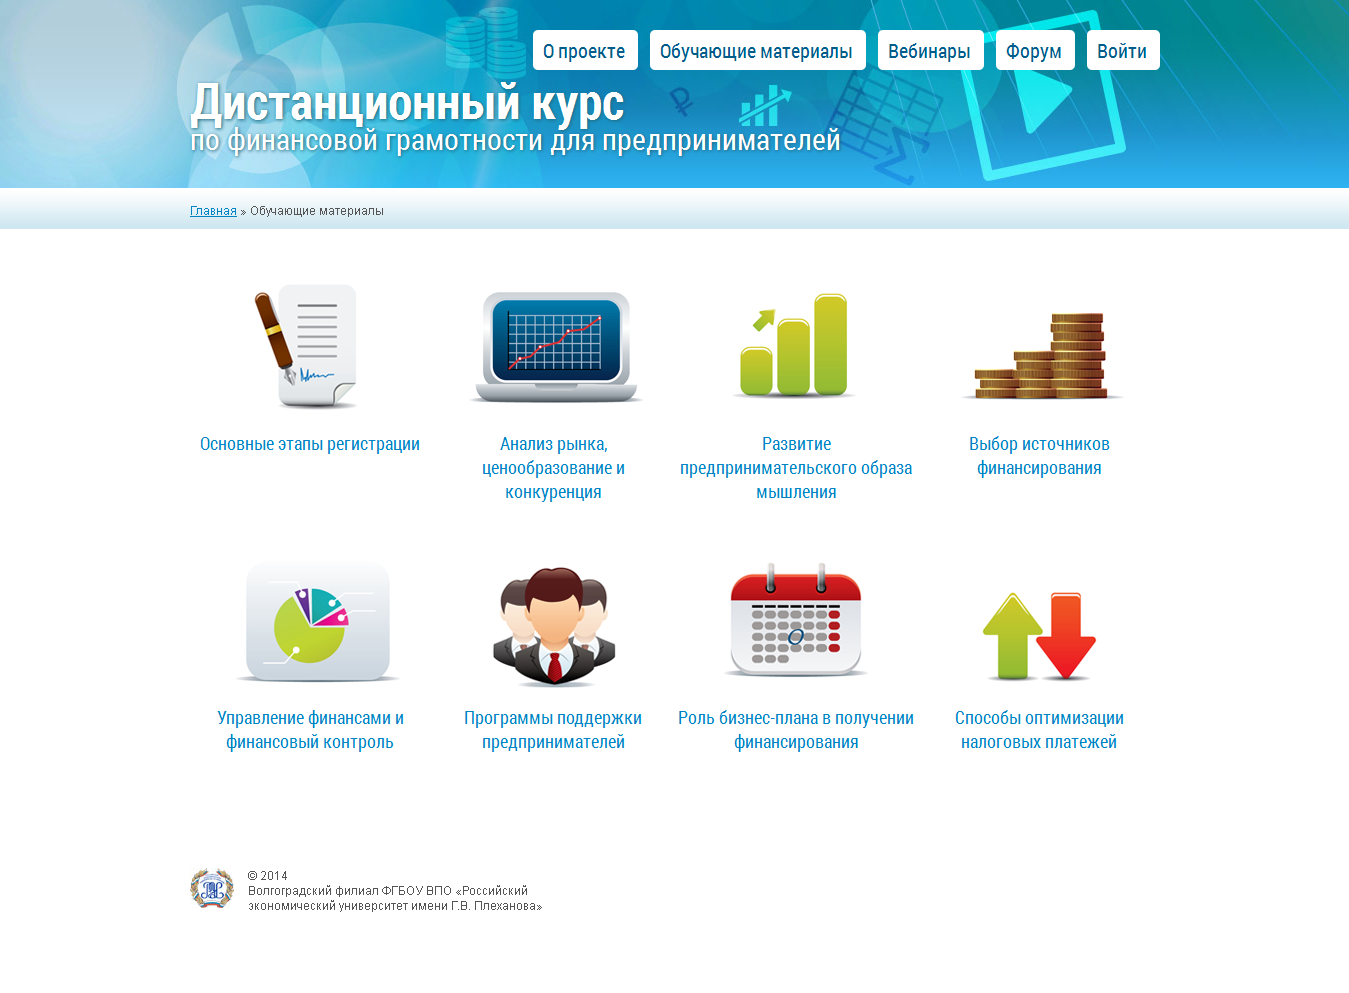 О проекте
Обучающие материалы
Вебинары
Форум
Войти
Дистанционный курс
по финансовой грамотности для предпринимателей
Главная » Обучающие материалы
Основные этапы регистрации
Анализ рынка,
ценообразование и
конкуренция
Развитие
предпринимательского образа
мышления
Выбор источников
финансирования
Управление финансами и
финансовый контроль
Программы поддержки
предпринимателей
Роль бизнес-плана в получении
финансирования
Способы оптимизации
налоговых платежей
© 2014
Волгоградский филиал ФГБОУ ВПО «Российский
экономический университет имени Г.В. Плеханова»